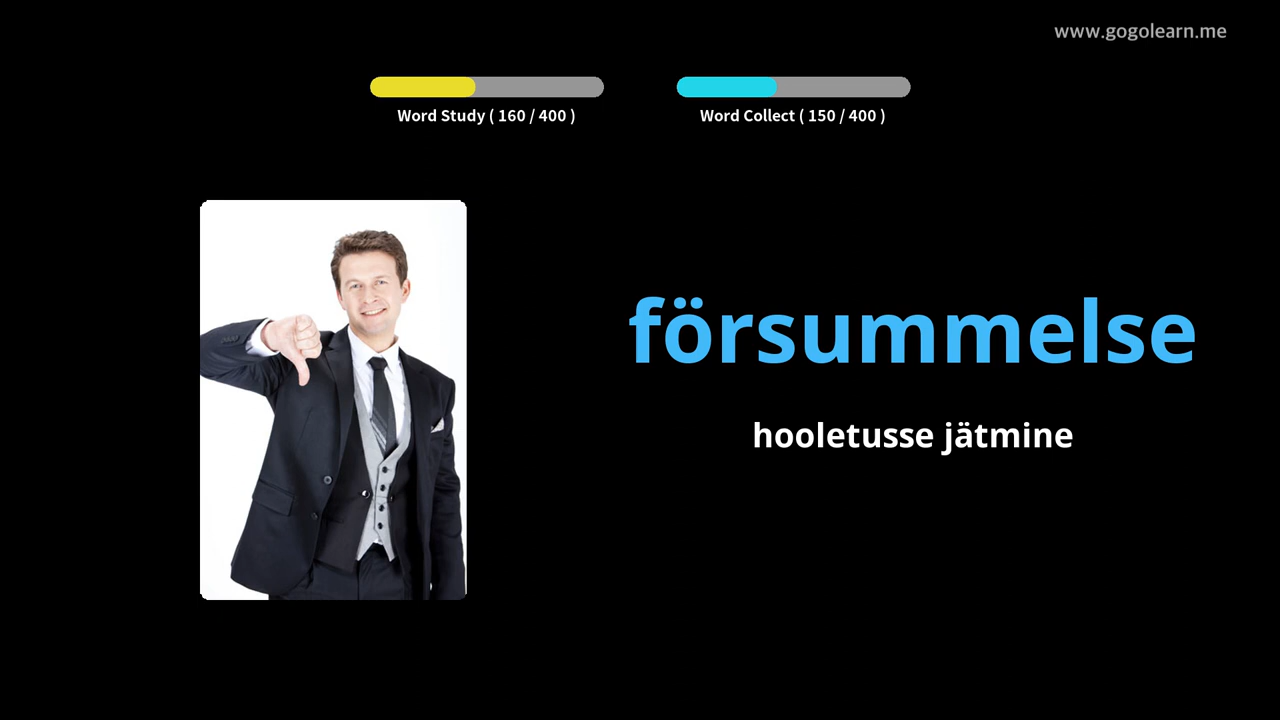 www.gogolearn.me
Word Study ( 160 / 400 )
Word Collect ( 150 / 400 )
försummelse
hooletusse jätmine